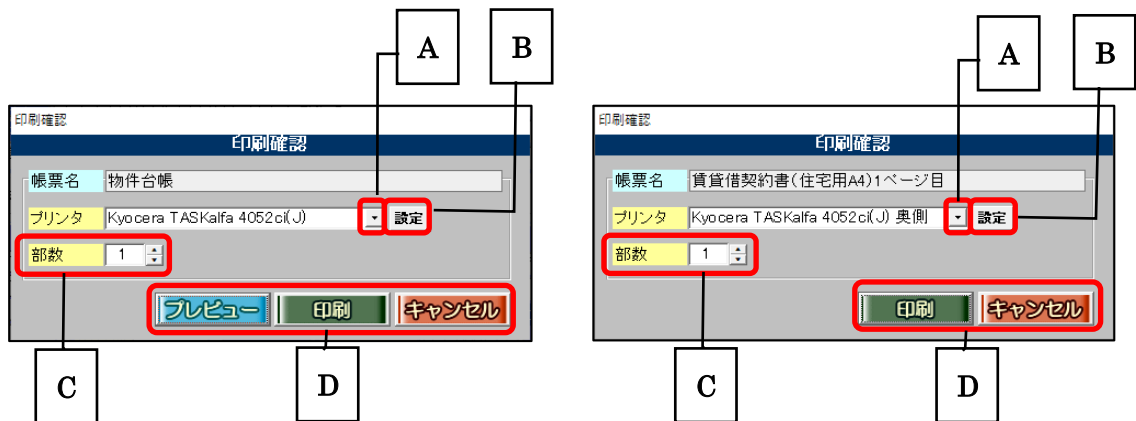 A
B
印刷確認
印刷確認
帳票名 物件台帳
プリンタ Kyocera TASKalfa 4052ci(J) 設定
部数 1
プレビュー 印刷 キャンセル
C
D
A
B
印刷確認
印刷確認
帳票名 賃貸借契約書(住宅用A4)1ページ目
プリンタ Kyocera TASKalfa 4052ci(J) 奥側 設定
部数 1
印刷 キャンセル
C
D